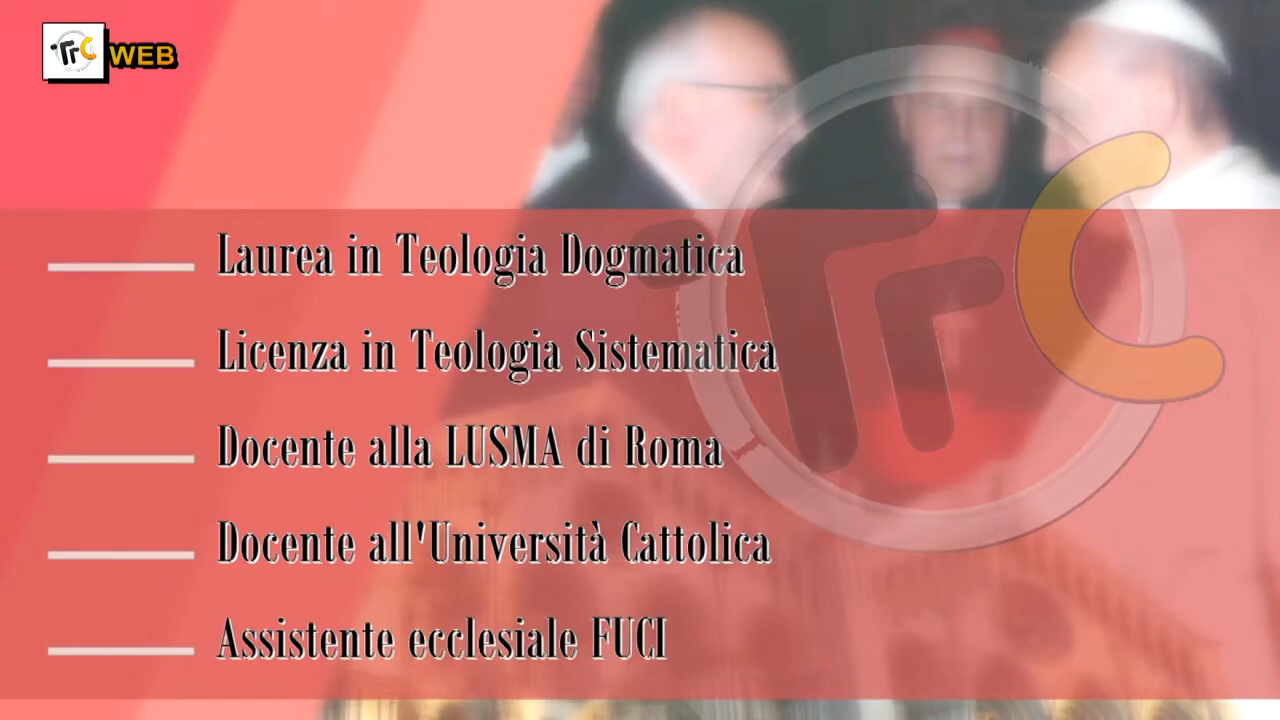 TFC WEB
Laurea in Teologia Dogmatica
Licenza in Teologia Sistematica
Docente alla LUSMA di Roma
Docente all'Università Cattolica
Assistente ecclesiale FUCI